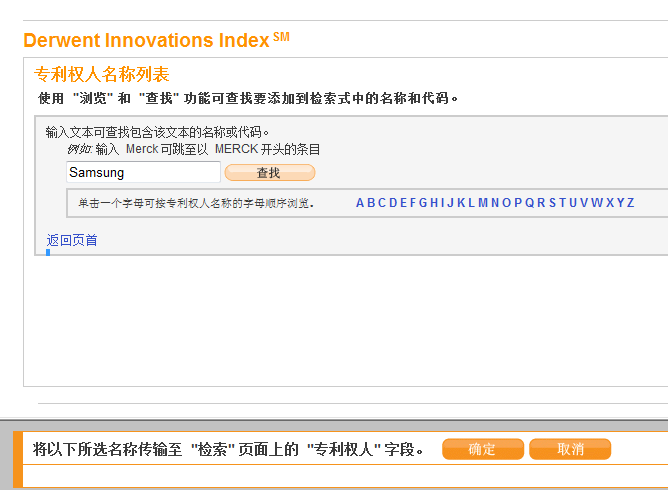 Derwent Innovations Index SM
专利权人名称列表
使用 "浏览" 和 "查找" 功能可查找要添加到检索式中的名称和代码。
输入文本可查找包含该文本的名称或代码。
例如: 输入 Merck 可跳至以 MERCK 开头的条目
Samsung 查找
单击一个字母可按专利权人名称的字母顺序浏览。 A B C D E F G H I J K L M N O P Q R S T U V W X Y Z
返回页首
将以下所选名称传输至 "检索" 页面上的 "专利权人" 字段。 确定 取消